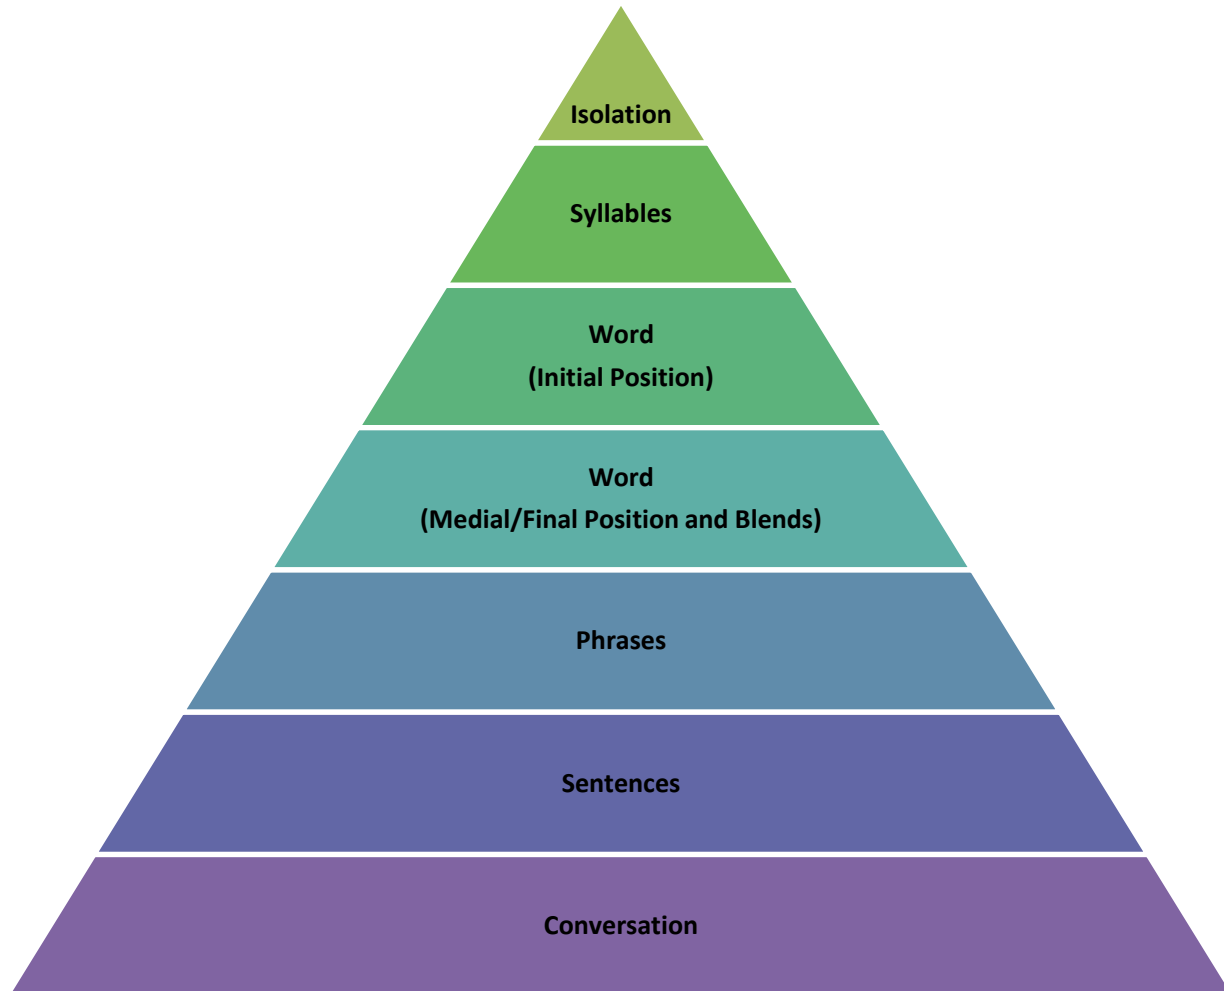 Isolation
Syllables
Word
(Initial Position)
Word
(Medial/Final Position and Blends)
Phrases
Sentences
Conversation